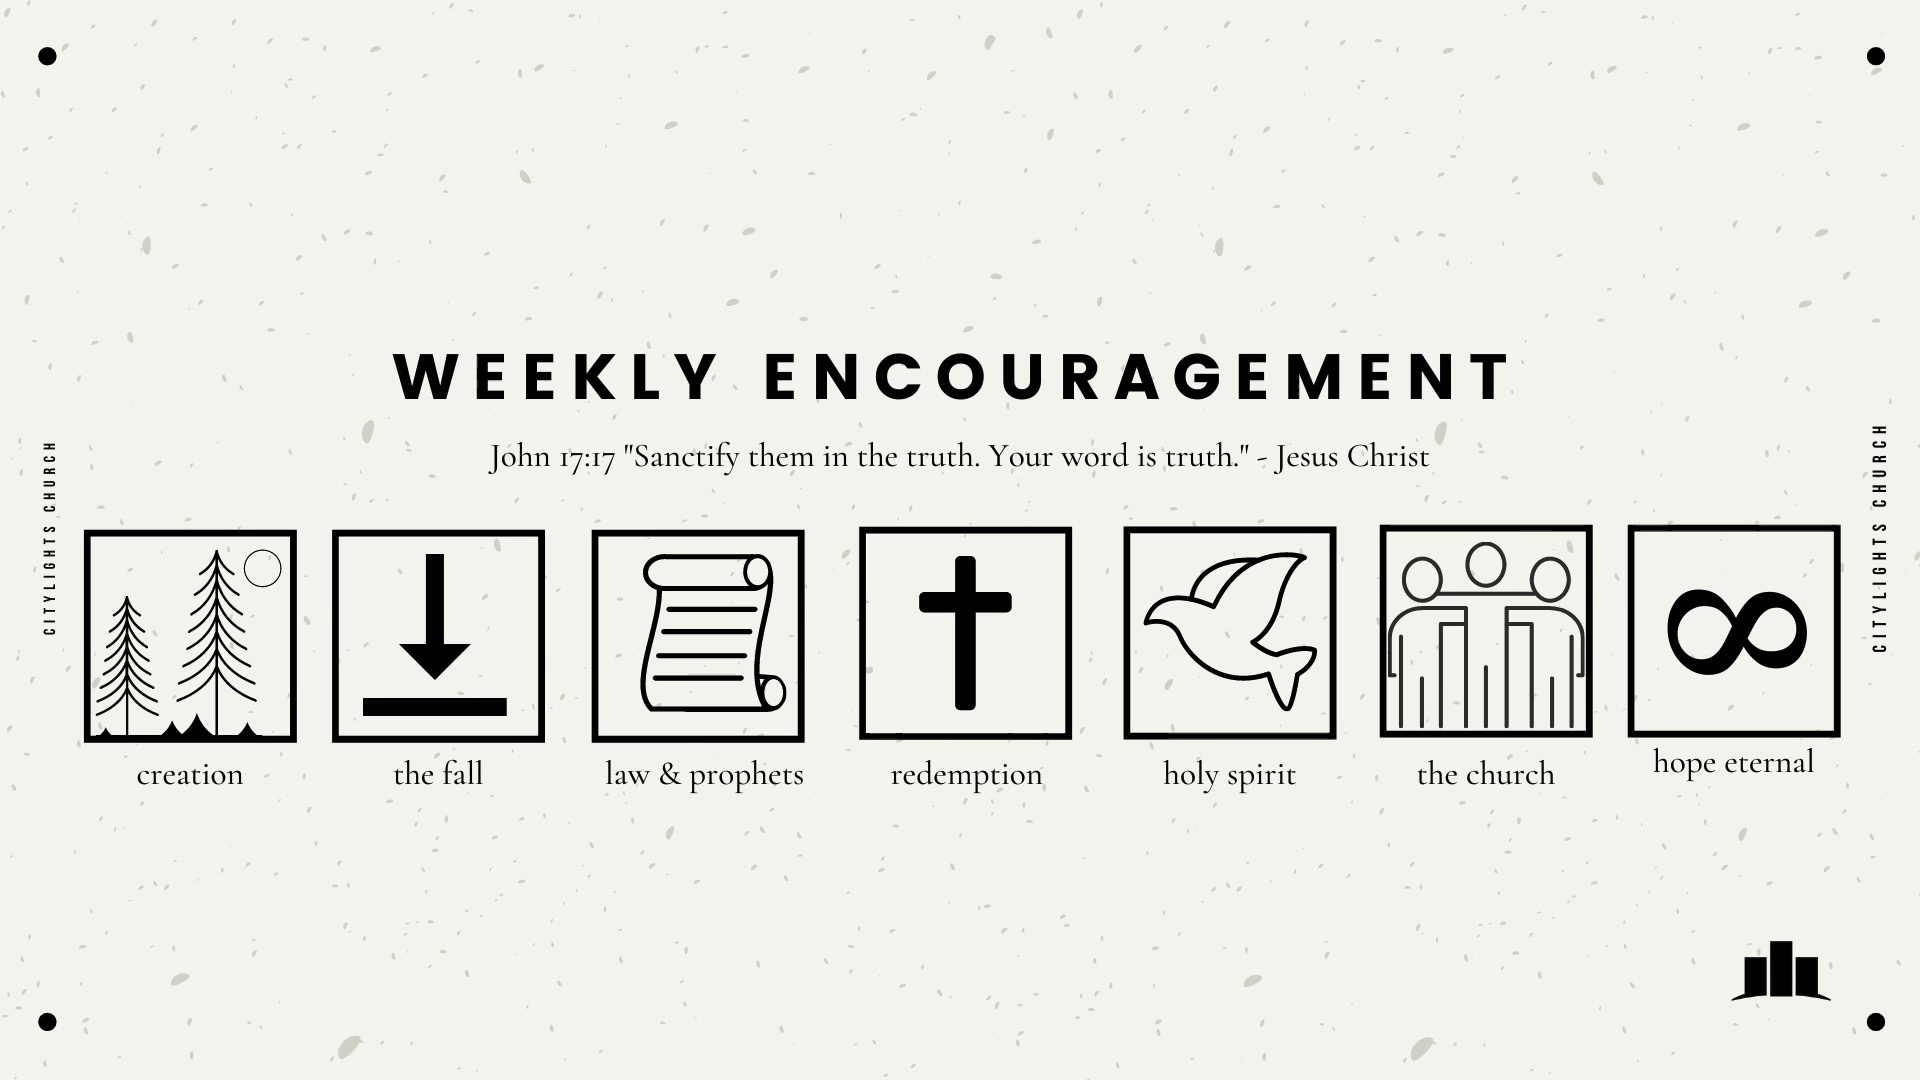 WEEKLY ENCOURAGEMENT
John 17:17 "Sanctify them in the truth. Your word is truth." - Jesus Christ
CITYLIGHTS CHURCH
CITYLIGHTS CHURCH
creation
the fall
law & prophets
redemption
holy spirit
the church
hope eternal